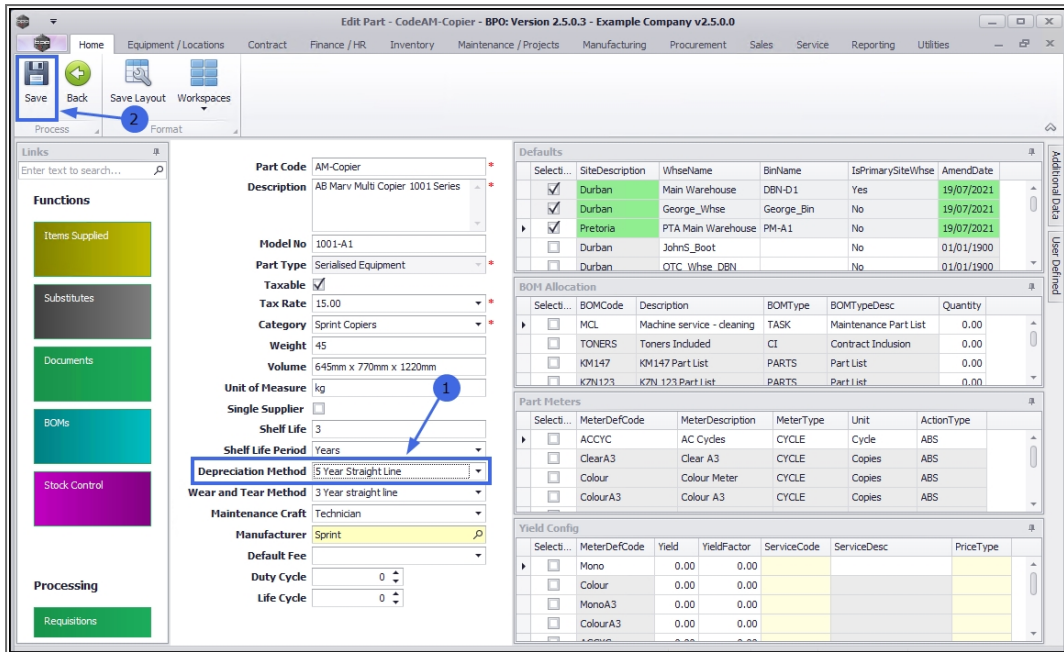 Edit Part - CodeAM-Copier - BPO: Version 2.5.0.3 - Example Company v2.5.0.0
Home Equipment / Locations Contract Finance / HR Inventory Maintenance / Projects Manufacturing Procurement Sales Service Reporting Utilities
Save Back Save Layout Workspaces
2
Process Format
Links
Enter text to search...
Functions
Items Supplied
Substitutes
Documents
BOMs
Stock Control
Processing
Requisitions
Part Code AM-Copier *
Description AB Marv Multi Copier 1001 Series *
Model No 1001-A1
Part Type Serialised Equipment *
Taxable
Tax Rate 15.00 *
Category Sprint Copiers *
Weight 45
Volume 645mm x 770mm x 1220mm
Unit of Measure kg
1
Single Supplier
Shelf Life 3
Shelf Life Period Years
Depreciation Method 5 Year Straight Line
Wear and Tear Method 3 Year straight line
Maintenance Craft Technician
Manufacturer Sprint
Default Fee
Duty Cycle 0
Life Cycle 0
Defaults
Selecti... SiteDescription WhseName BinName IsPrimarySiteWhse AmendDate
Durban Main Warehouse DBN-D1 Yes 19/07/2021
Durban George_Whse George_Bin No 19/07/2021
Pretoria PTA Main Warehouse PM-A1 No 19/07/2021
Durban JohnS_Boot No 01/01/1900
Durban OTC_Whse_DBN No 01/01/1900
BOM Allocation
Selecti... BOMCode Description BOMType BOMTypeDesc Quantity
MCL Machine service - cleaning TASK Maintenance Part List 0.00
TONERS Toners Included CI Contract Inclusion 0.00
KM147 KM147 Part List PARTS Part List 0.00
KZN123 KZN 123 Part List PARTS Part List 0.00
Part Meters
Selecti... MeterDefCode MeterDescription MeterType Unit ActionType
ACCYC AC Cycles CYCLE Cycle ABS
ClearA3 Clear A3 CYCLE Copies ABS
Colour Colour Meter CYCLE Copies ABS
ColourA3 Colour A3 CYCLE Copies ABS
Yield Config
Selecti... MeterDefCode Yield YieldFactor ServiceCode ServiceDesc PriceType
Mono 0.00 0.00
Colour 0.00 0.00
MonoA3 0.00 0.00
ColourA3 0.00 0.00
Additional Data
User Defined